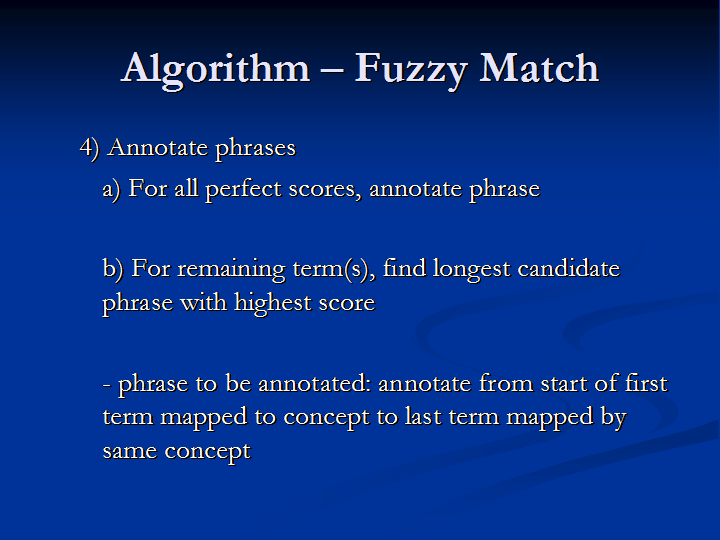 Algorithm – Fuzzy Match
4) Annotate phrases
a) For all perfect scores, annotate phrase
b) For remaining term(s), find longest candidate
phrase with highest score
- phrase to be annotated: annotate from start of first
term mapped to concept to last term mapped by
same concept